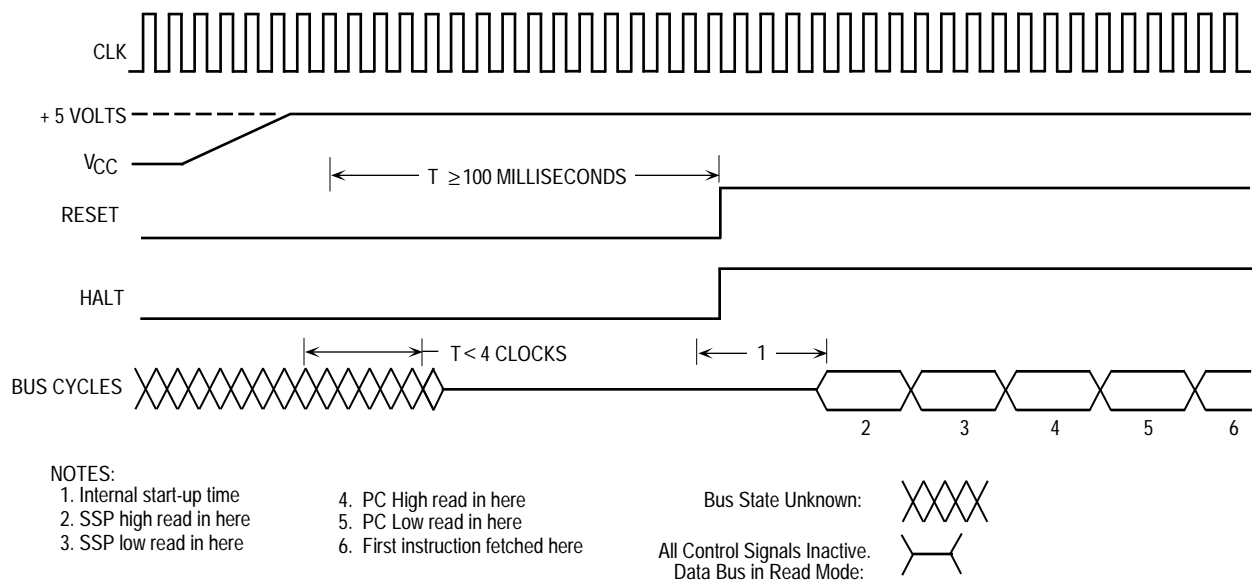 CLK
+ 5 VOLTS
VCC
T ≥100 MILLISECONDS
RESET
HALT
T < 4 CLOCKS
1
BUS CYCLES
2 3 4 5 6
NOTES:
1. Internal start-up time
2. SSP high read in here
3. SSP low read in here
4. PC High read in here
5. PC Low read in here
6. First instruction fetched here
Bus State Unknown:
All Control Signals Inactive.
Data Bus in Read Mode: